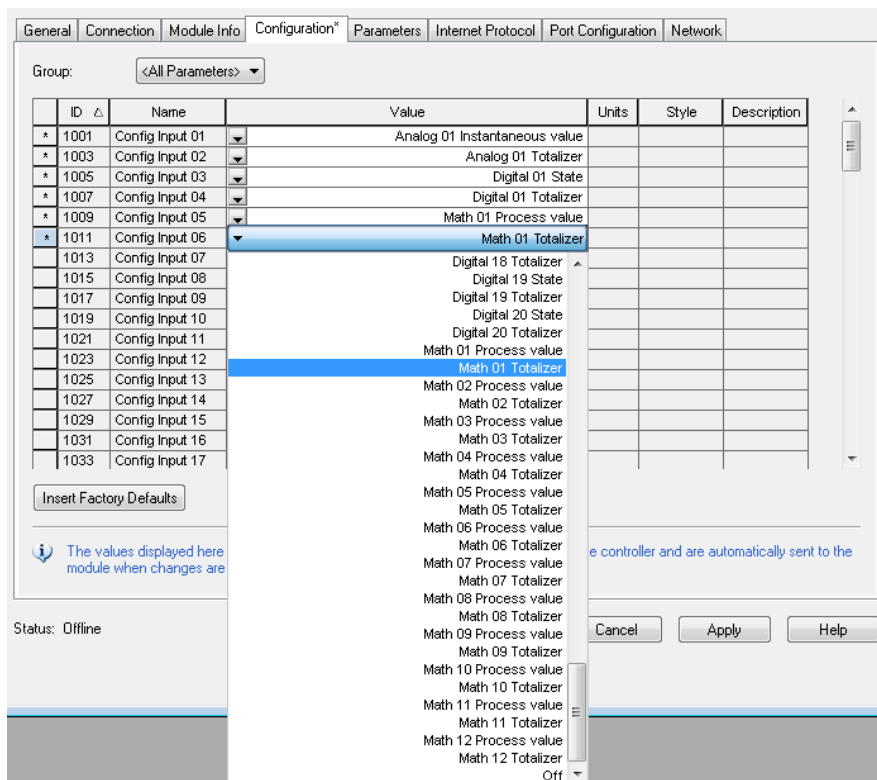 General Connection Module Info Configuration* Parameters Internet Protocol Port Configuration Network
Group: <All Parameters>
ID Name Value Units Style Description
* 1001 Config Input 01 Analog 01 Instantaneous value
* 1003 Config Input 02 Analog 01 Totalizer
* 1005 Config Input 03 Digital 01 State
* 1007 Config Input 04 Digital 01 Totalizer
* 1009 Config Input 05 Math 01 Process value
* 1011 Config Input 06 Math 01 Totalizer
1013 Config Input 07
1015 Config Input 08
1017 Config Input 09
1019 Config Input 10
1021 Config Input 11
1023 Config Input 12
1025 Config Input 13
1027 Config Input 14
1029 Config Input 15
1031 Config Input 16
1033 Config Input 17
Digital 18 Totalizer
Digital 19 State
Digital 19 Totalizer
Digital 20 State
Digital 20 Totalizer
Math 01 Process value
Math 01 Totalizer
Math 02 Process value
Math 02 Totalizer
Math 03 Process value
Math 03 Totalizer
Math 04 Process value
Math 04 Totalizer
Math 05 Process value
Math 05 Totalizer
Math 06 Process value
Math 06 Totalizer
Math 07 Process value
Math 07 Totalizer
Math 08 Process value
Math 08 Totalizer
Math 09 Process value
Math 09 Totalizer
Math 10 Process value
Math 10 Totalizer
Math 11 Process value
Math 11 Totalizer
Math 12 Process value
Math 12 Totalizer
Off
Insert Factory Defaults
The values displayed here e controller and are automatically sent to the
module when changes are
Status: Offline Cancel Apply Help